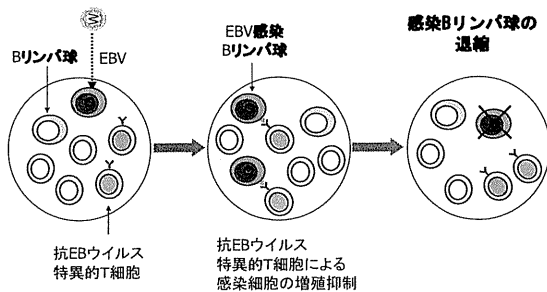 Bリンパ球
EBV
EBV感染
Bリンパ球
感染Bリンパ球の
退縮
抗EBウイルス
特異的T細胞
抗EBウイルス
特異的T細胞による
感染細胞の増殖抑制